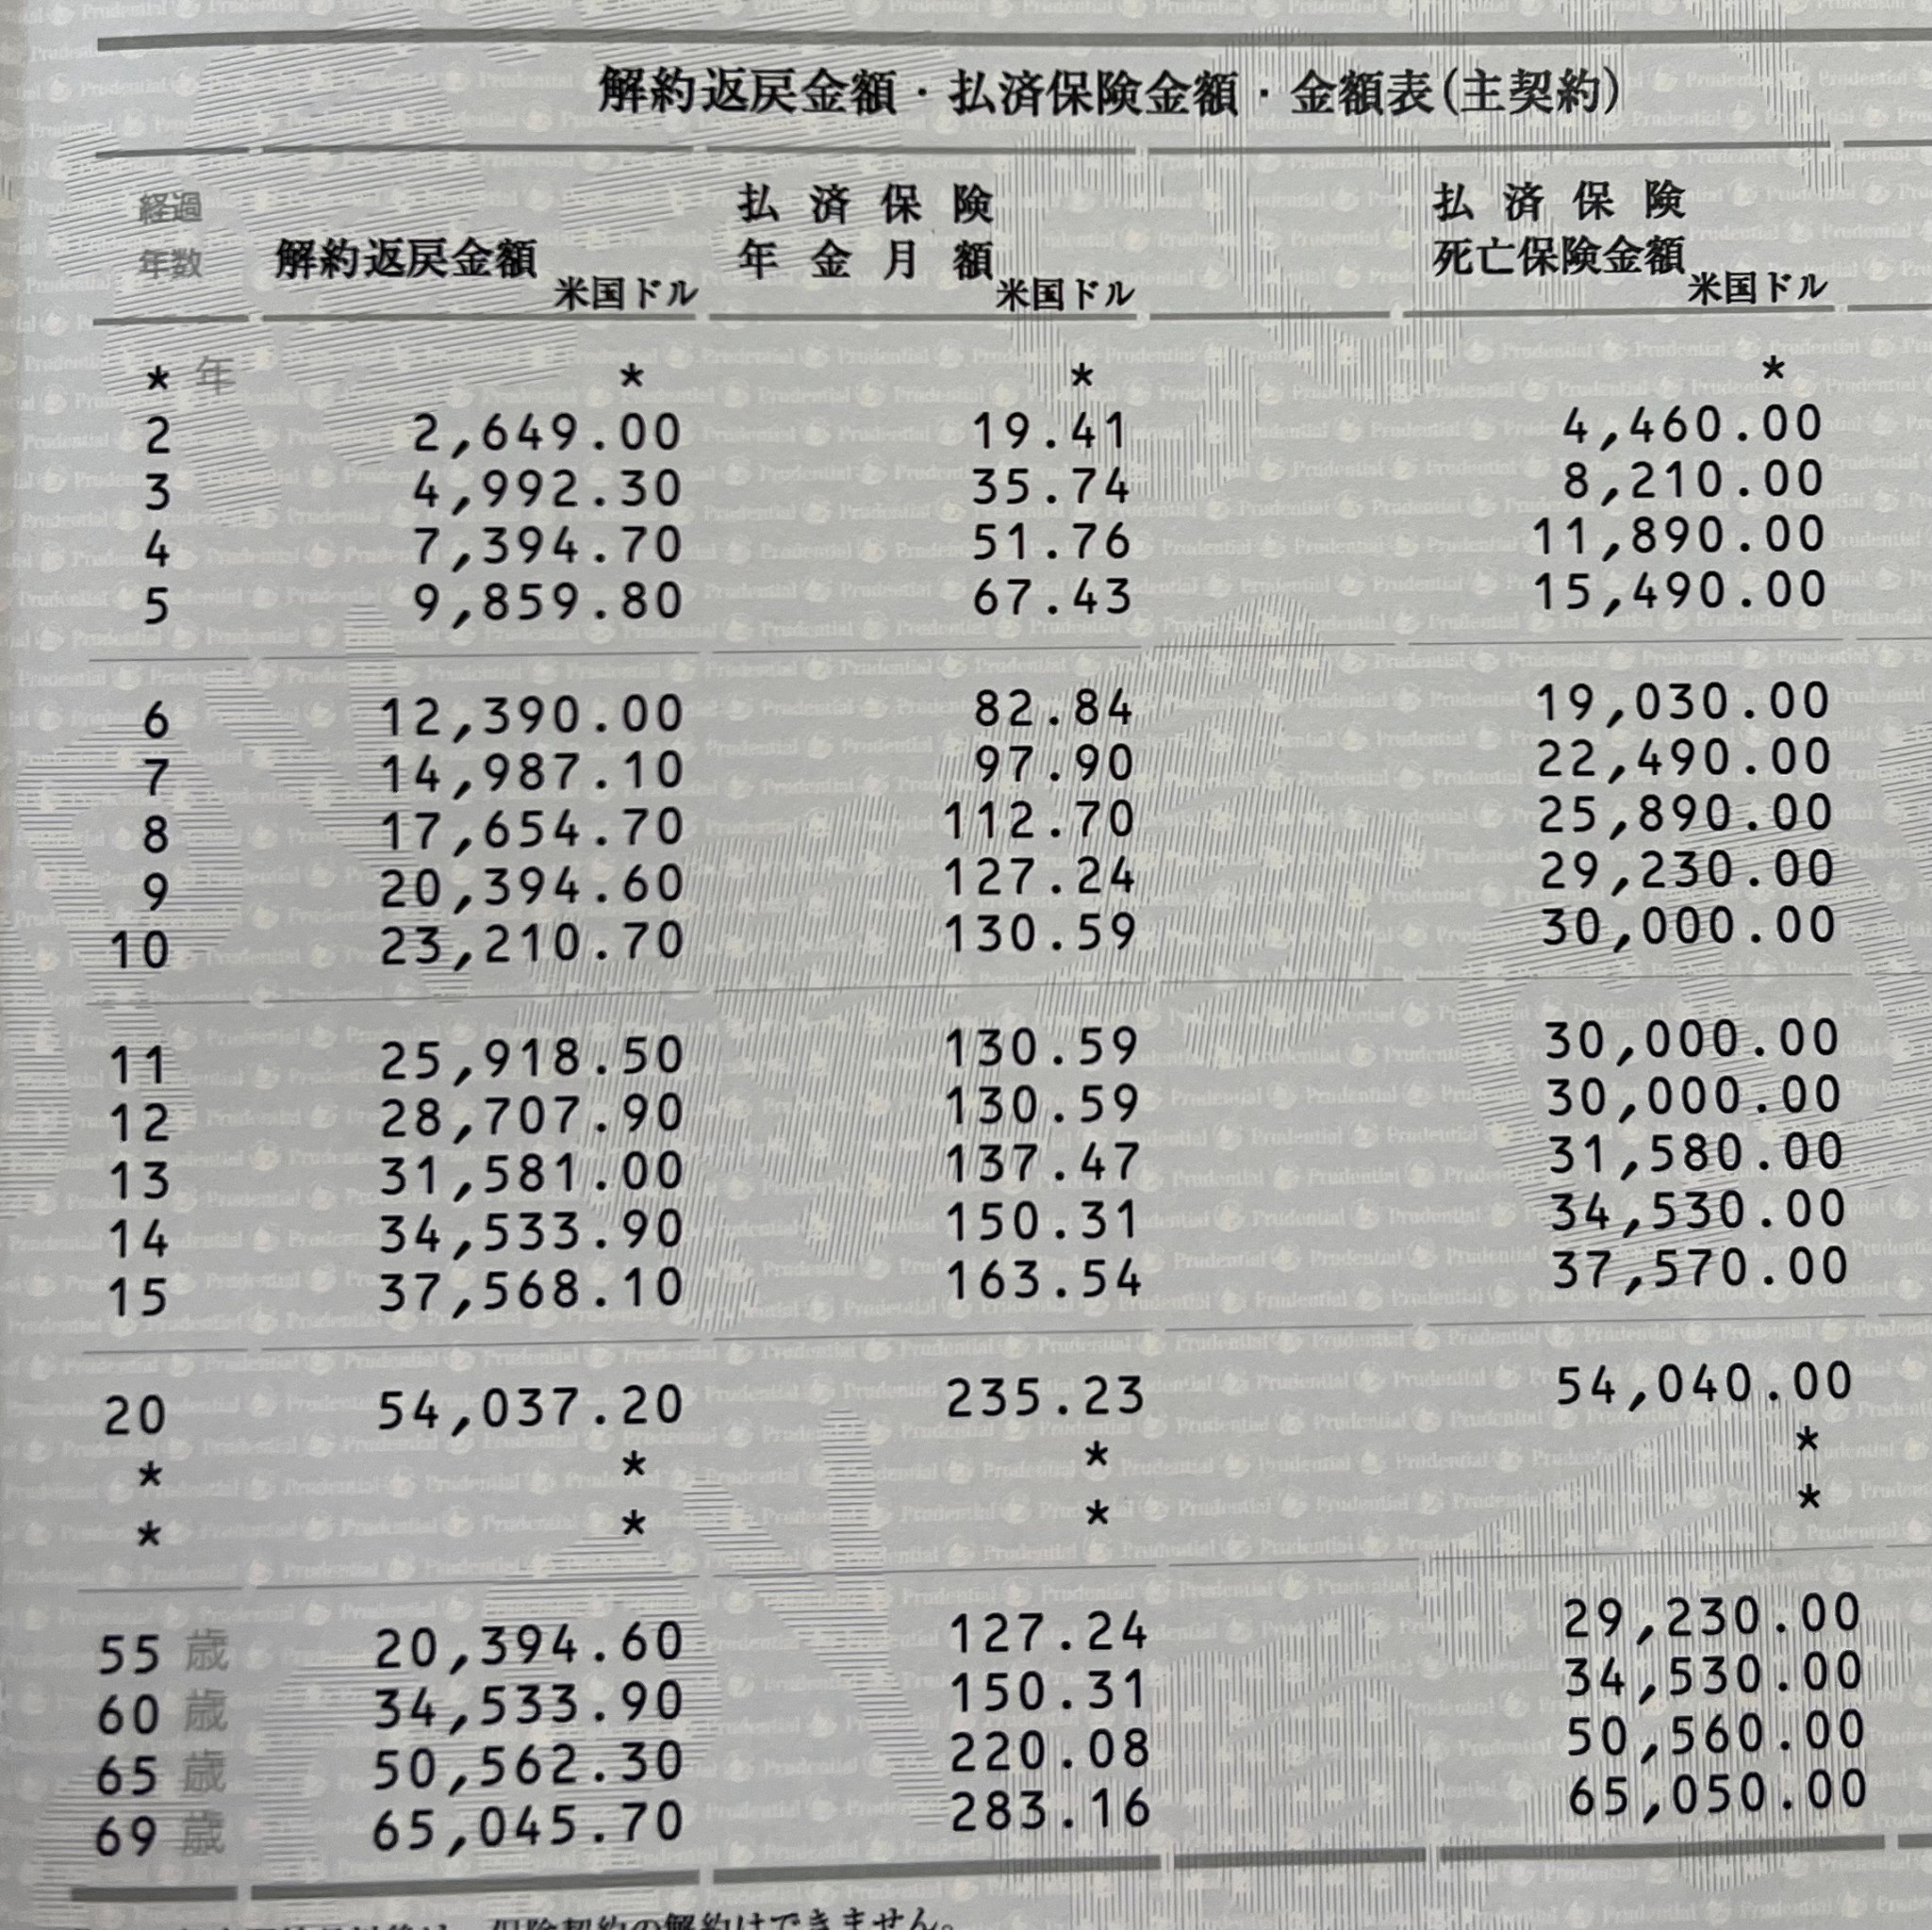 解約返戻金額・払済保険金額・金額表(主契約)
経過 払済保険 払済保険
年数 解約返戻金額 年金月額 死亡保険金額
米国ドル 米国ドル 米国ドル
* 年 * * *
2 2,649.00 19.41 4,460.00
3 4,992.30 35.74 8,210.00
4 7,394.70 51.76 11,890.00
5 9,859.80 67.43 15,490.00
6 12,390.00 82.84 19,030.00
7 14,987.10 97.90 22,490.00
8 17,654.70 112.70 25,890.00
9 20,394.60 127.24 29,230.00
10 23,210.70 130.59 30,000.00
11 25,918.50 130.59 30,000.00
12 28,707.90 130.59 30,000.00
13 31,581.00 137.47 31,580.00
14 34,533.90 150.31 34,530.00
15 37,568.10 163.54 37,570.00
20 54,037.20 235.23 54,040.00
* * * *
* * * *
55 歳 20,394.60 127.24 29,230.00
60 歳 34,533.90 150.31 34,530.00
65 歳 50,562.30 220.08 50,560.00
69 歳 65,045.70 283.16 65,050.00
保険契約の解約はできません。